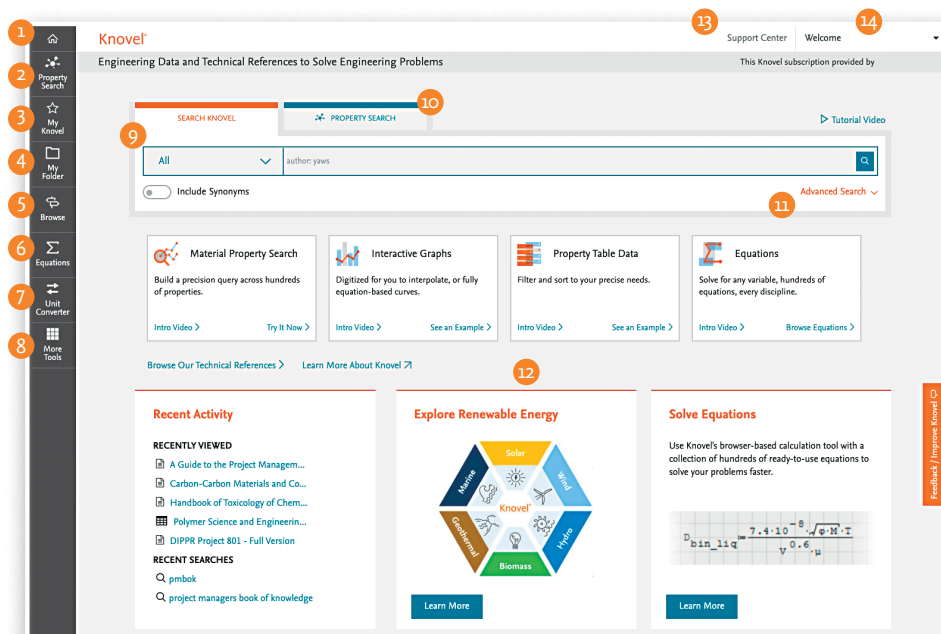 1
2
3
4
5
6
7
8
9
10
11
12
13
14
Property
Search
My
Knovel
My
Folder
Browse
Equations
Unit
Converter
More
Tools
Knovel®
Support Center
Welcome
Engineering Data and Technical References to Solve Engineering Problems
This Knovel subscription provided by
SEARCH KNOVEL
PROPERTY SEARCH
Tutorial Video
All
author: yaws
Include Synonyms
Advanced Search
Material Property Search
Build a precision query across hundreds
of properties.
Intro Video >
Try It Now >
Interactive Graphs
Digitized for you to interpolate, or fully
equation-based curves.
Intro Video >
See an Example >
Property Table Data
Filter and sort to your precise needs.
Intro Video >
See an Example >
Equations
Solve for any variable, hundreds of
equations, every discipline.
Intro Video >
Browse Equations >
Browse Our Technical References >
Learn More About Knovel
Recent Activity
RECENTLY VIEWED
A Guide to the Project Managem...
Carbon-Carbon Materials and Co...
Handbook of Toxicology of Chem...
Polymer Science and Engineerin...
DIPPR Project 801 - Full Version
RECENT SEARCHES
pmbok
project managers book of knowledge
Explore Renewable Energy
Solar
Marine
Wind
Knovel®
Geothermal
Hydro
Biomass
Learn More
Solve Equations
Use Knovel's browser-based calculation tool with a
collection of hundreds of ready-to-use equations to
solve your problems faster.
D bin_liq = 7.4·10^-8·√φ·M·T / V^0.6·μ
Learn More
Feedback / Improve Knovel